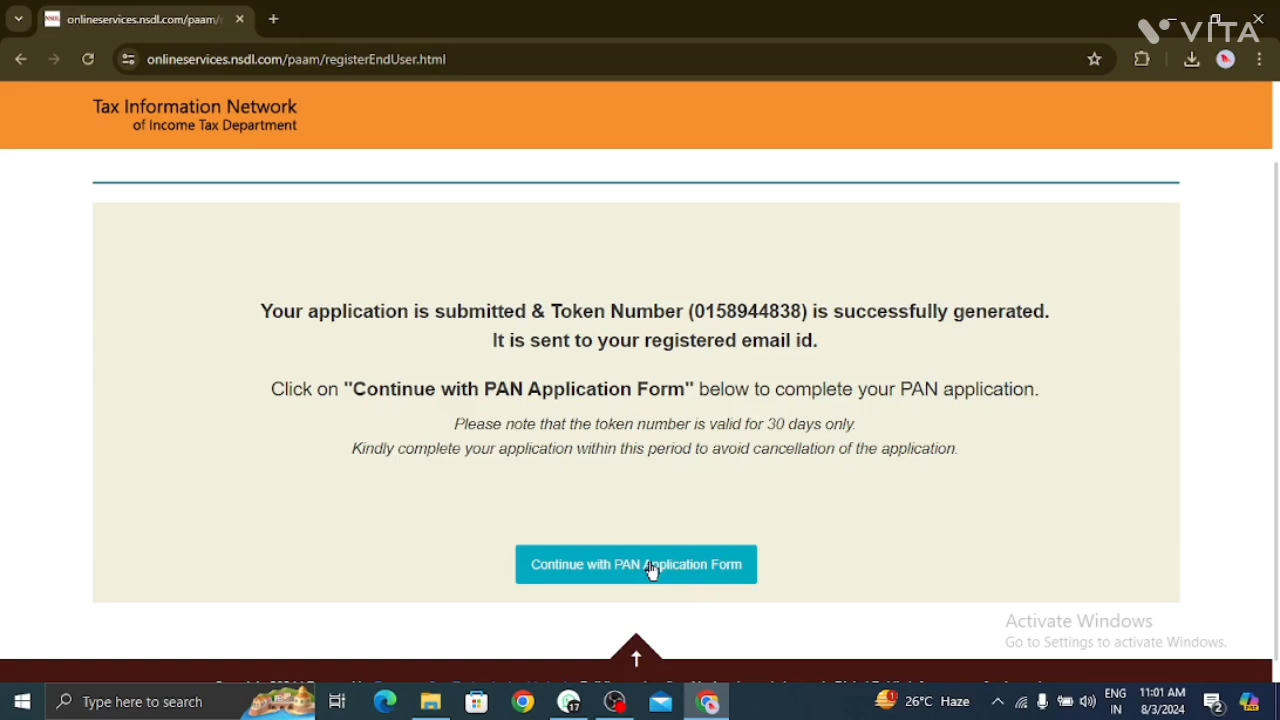 onlineservices.nsdl.com/paam/r
VITA
onlineservices.nsdl.com/paam/registerEndUser.html
Tax Information Network
of Income Tax Department
Your application is submitted & Token Number (0158944838) is successfully generated.
It is sent to your registered email id.
Click on "Continue with PAN Application Form" below to complete your PAN application.
Please note that the token number is valid for 30 days only.
Kindly complete your application within this period to avoid cancellation of the application.
Continue with PAN Application Form
Activate Windows
Go to Settings to activate Windows.
Type here to search
17
1
26°C Haze
ENG
IN
11:01 AM
8/3/2024
2